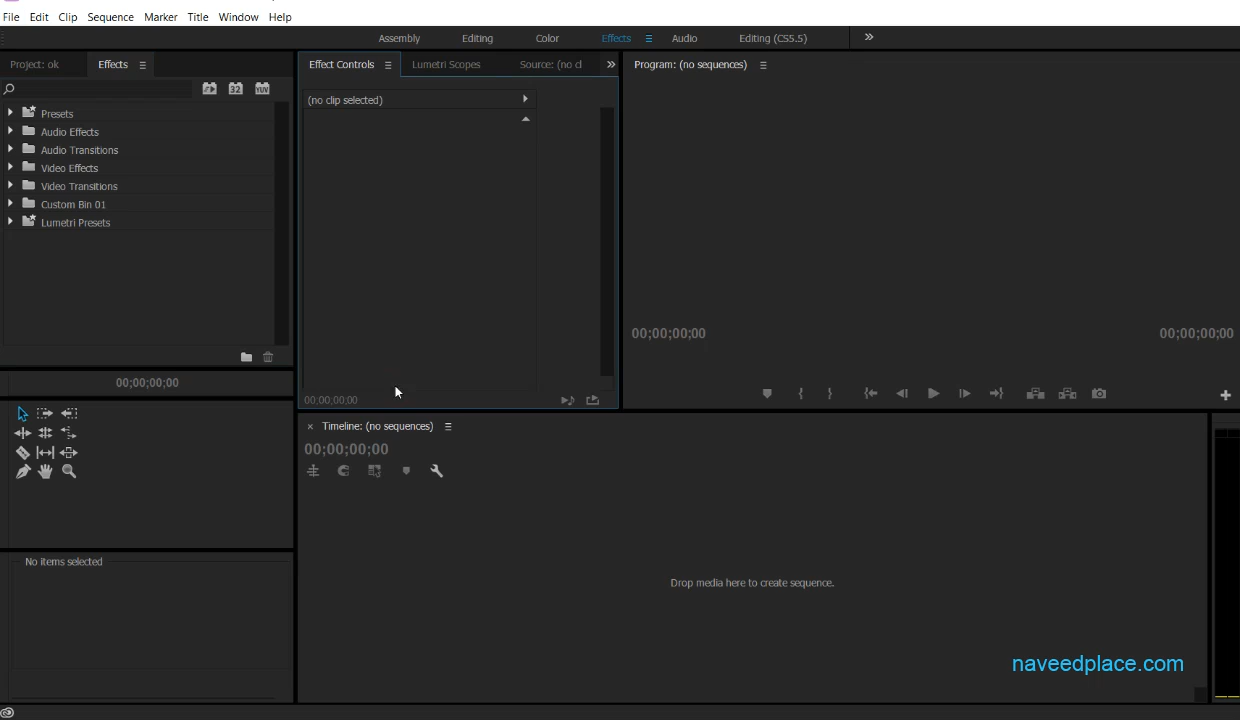 File Edit Clip Sequence Marker Title Window Help
Assembly Editing Color Effects Audio Editing (CS5.5)
Project: ok Effects
32 YUV
Presets
Audio Effects
Audio Transitions
Video Effects
Video Transitions
Custom Bin 01
Lumetri Presets
Effect Controls Lumetri Scopes Source: (no cl
(no clip selected)
00;00;00;00
Program: (no sequences)
00;00;00;00 00;00;00;00
00;00;00;00
No items selected
× Timeline: (no sequences)
00;00;00;00
Drop media here to create sequence.
naveedplace.com